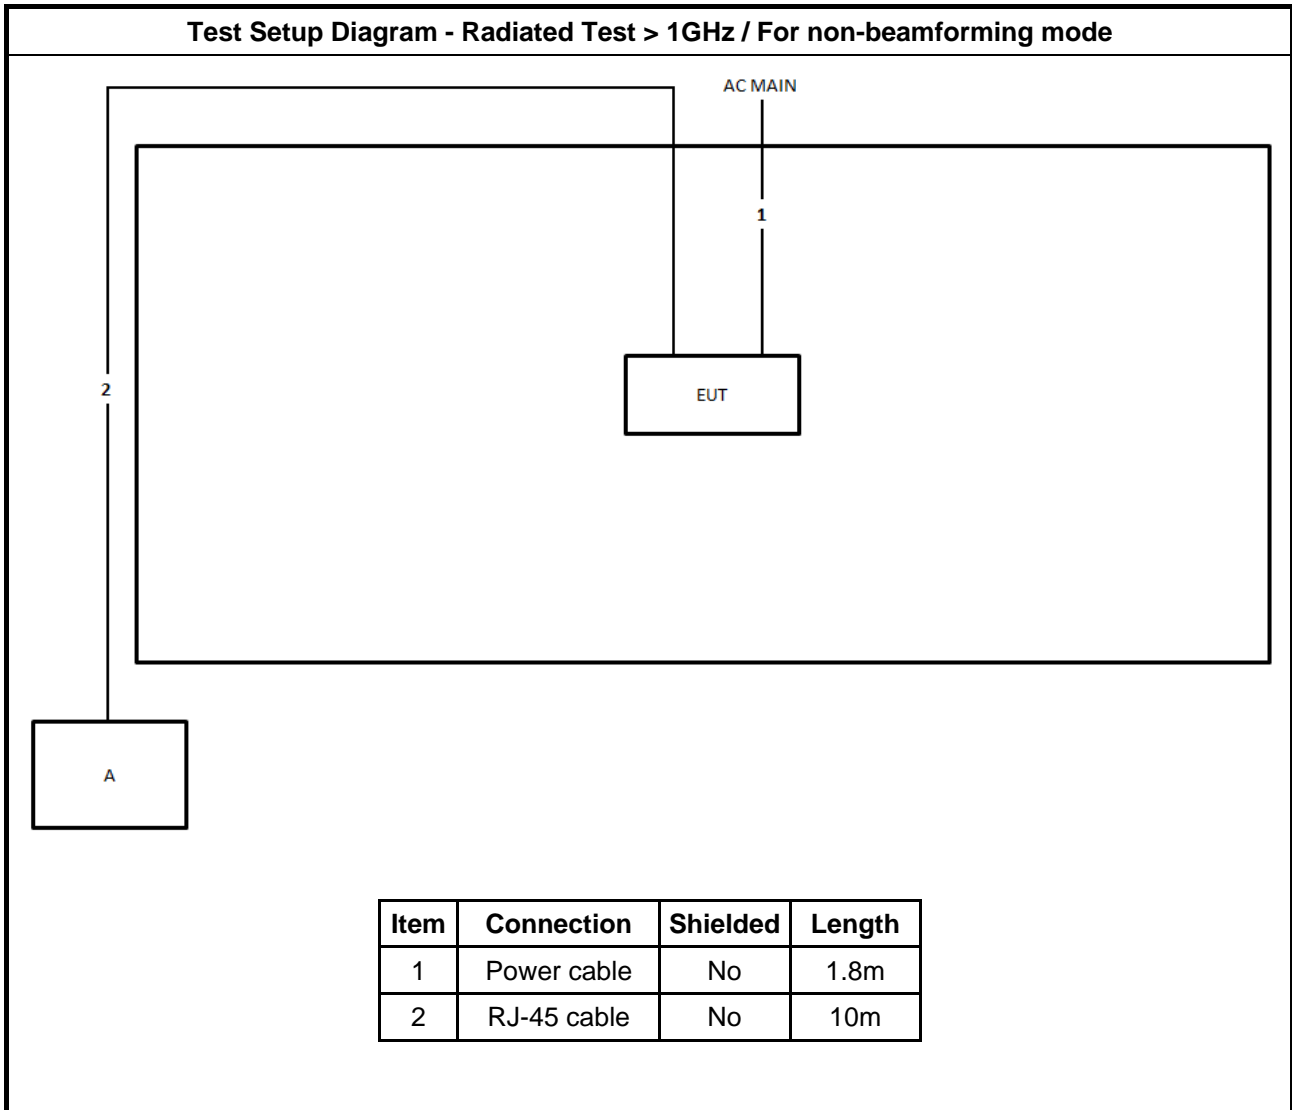 Test Setup Diagram - Radiated Test > 1GHz / For non-beamforming mode
AC MAIN
1
2
EUT
A
Item Connection Shielded Length
1 Power cable No 1.8m
2 RJ-45 cable No 10m